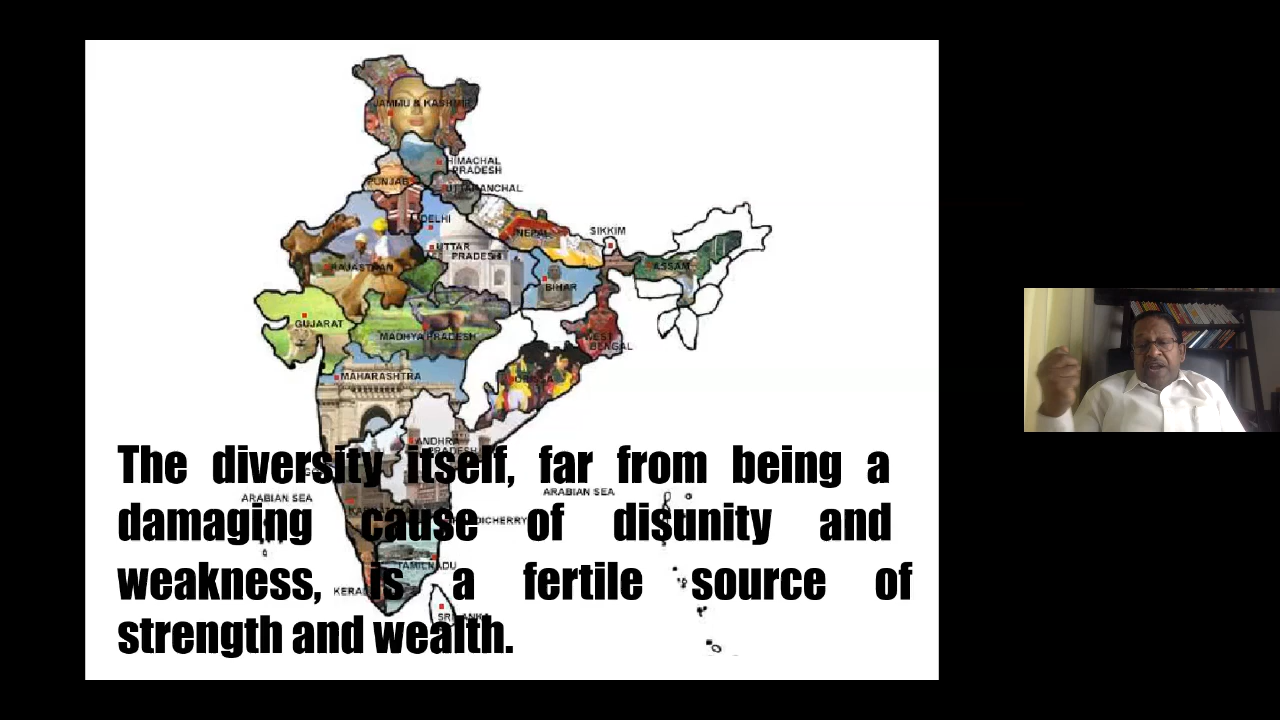 JAMMU & KASHMIR
HIMACHAL
PRADESH
PUNJAB
UTTARANCHAL
DELHI
SIKKIM
NEPAL
UTTAR
PRADESH
RAJASTHAN
ASSAM
BIHAR
GUJARAT
MADHYA PRADESH
WEST
BENGAL
ORISSA
MAHARASHTRA
ANDHRA
PRADESH
The diversity itself, far from being a
ARABIAN SEA
ARABIAN SEA
damaging cause of disunity and
TAMILNADU
weakness, is a fertile source of
SRI LANKA
strength and wealth.